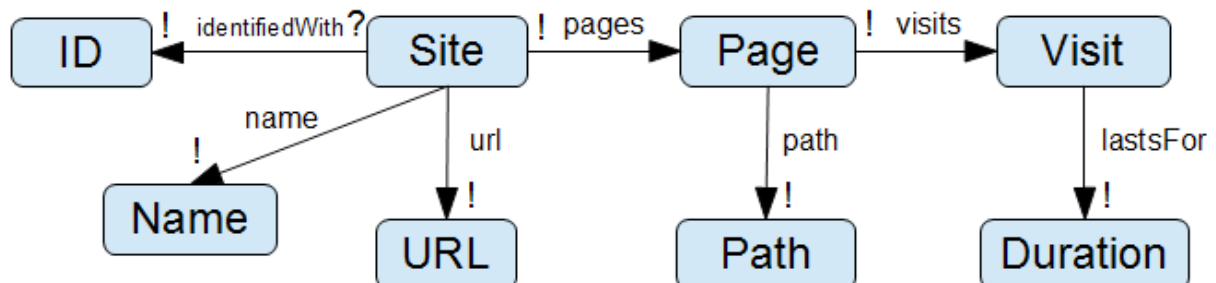 ID ! identifiedWith ? Site ! pages Page ! visits Visit
name url path lastsFor
! ! ! !
Name URL Path Duration